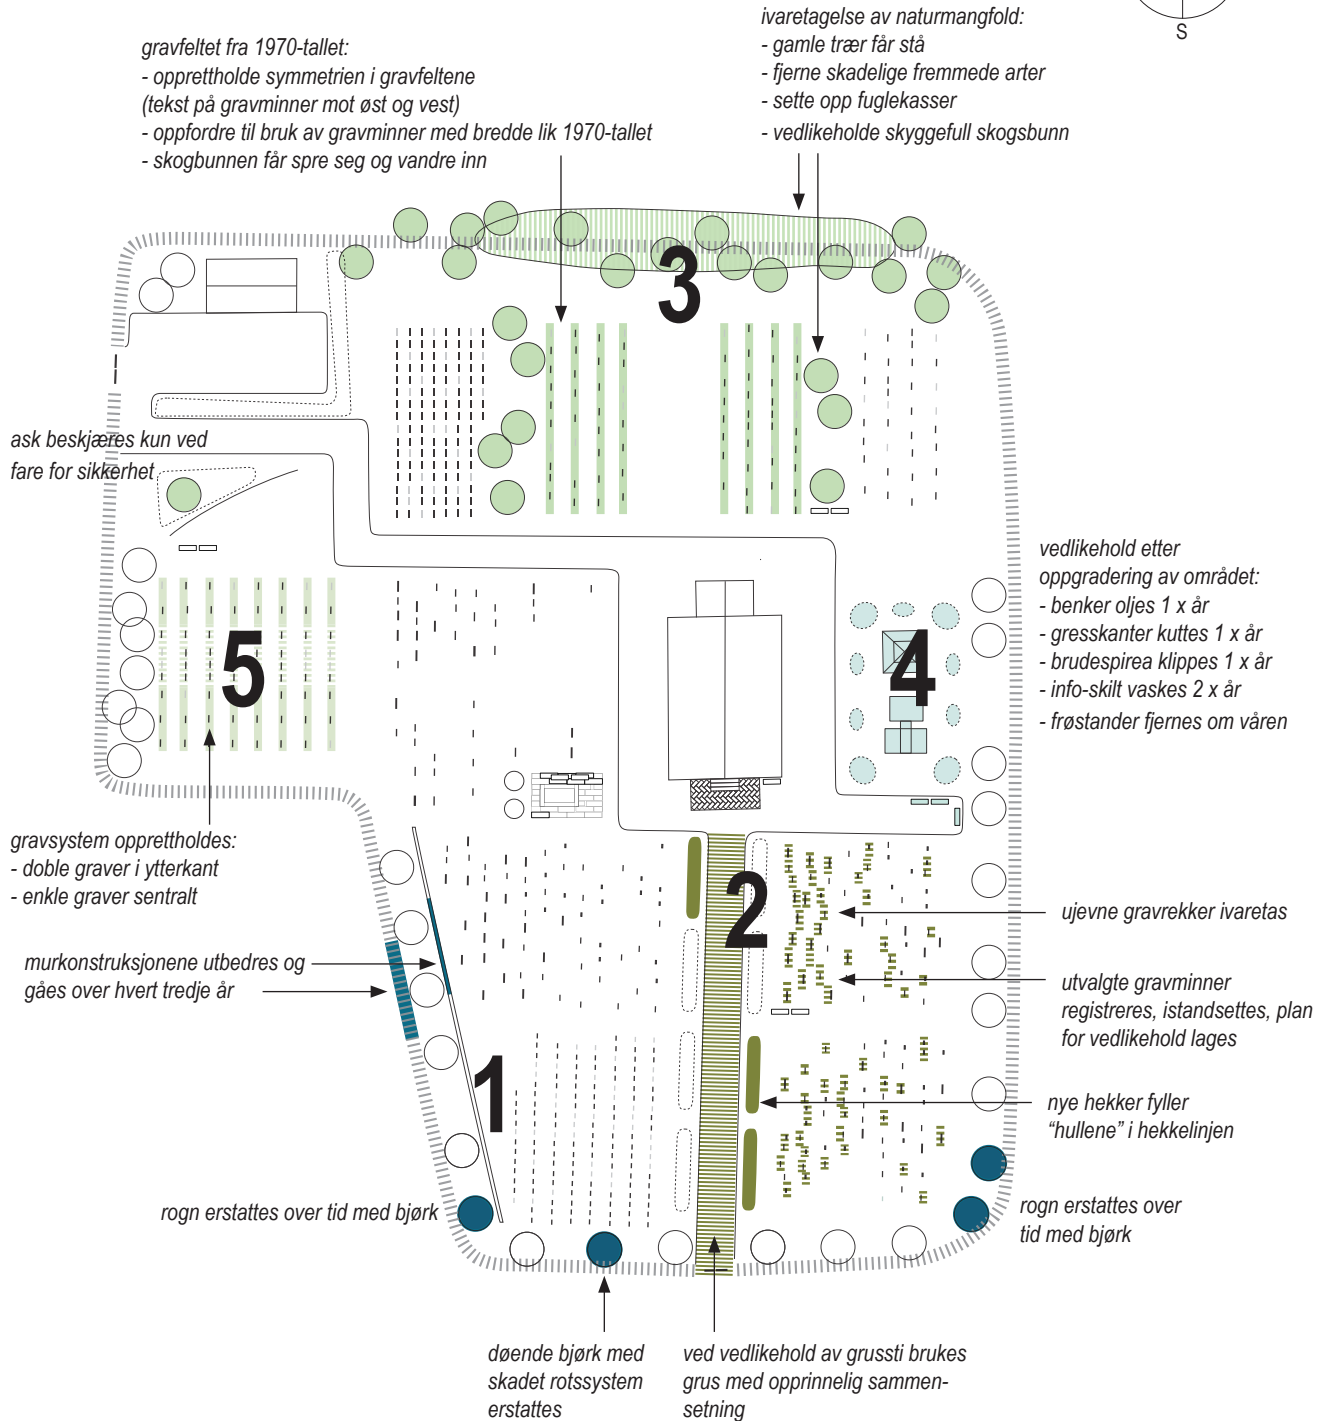 S
ivaretagelse av naturmangfold:
- gamle trær får stå
- fjerne skadelige fremmede arter
- sette opp fuglekasser
- vedlikeholde skyggefull skogsbunn
gravfeltet fra 1970-tallet:
- opprettholde symmetrien i gravfeltene
(tekst på gravminner mot øst og vest)
- oppfordre til bruk av gravminner med bredde lik 1970-tallet
- skogbunnen får spre seg og vandre inn
3
ask beskjæres kun ved
fare for sikkerhet
vedlikehold etter
oppgradering av området:
- benker oljes 1 x år
- gresskanter kuttes 1 x år
- brudespirea klippes 1 x år
- info-skilt vaskes 2 x år
- frøstander fjernes om våren
5
4
gravsystem opprettholdes:
- doble graver i ytterkant
- enkle graver sentralt
2
ujevne gravrekker ivaretas
murkonstruksjonene utbedres og
gåes over hvert tredje år
utvalgte gravminner
registreres, istandsettes, plan
for vedlikehold lages
1
nye hekker fyller
“hullene” i hekkelinjen
rogn erstattes over tid med bjørk
rogn erstattes over
tid med bjørk
døende bjørk med
skadet rotssystem
erstattes
ved vedlikehold av grussti brukes
grus med opprinnelig sammen-
setning